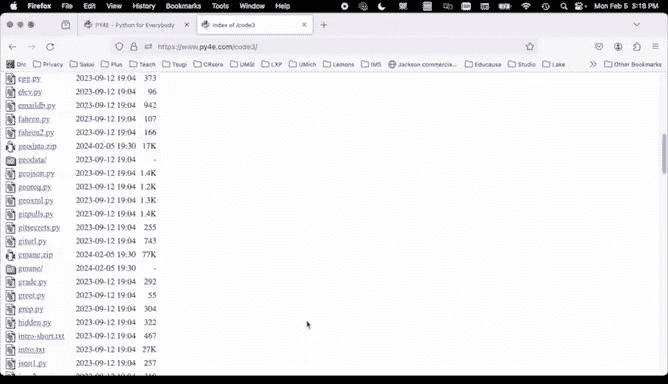 Firefox File Edit View History Bookmarks Tools Window Help Mon Feb 5 3:18 PM
PY4E - Python for Everybody × Index of /code3 × +
https://www.py4e.com/code3/
Orc Privacy Sakai Plus Teach Tsugi CKcera UMSI LXP UMich Lemons IMS Jackson commercia... Educause Studio Lake Other Bookmarks
egg.py 2023-09-12 19:04 373
elev.py 2023-09-12 19:04 96
emaildb.py 2023-09-12 19:04 942
fahren.py 2023-09-12 19:04 107
fahren2.py 2023-09-12 19:04 166
geodata.zip 2024-02-05 19:30 17K
geodata/ 2023-09-12 19:04 -
geojson.py 2023-09-12 19:04 1.4K
georeq.py 2023-09-12 19:04 1.2K
geoxml.py 2023-09-12 19:04 1.3K
gitpulls.py 2023-09-12 19:04 1.4K
gitsecrets.py 2023-09-12 19:04 255
giturl.py 2023-09-12 19:04 743
gmane.zip 2024-02-05 19:30 77K
gmane/ 2024-02-05 19:30 -
grade.py 2023-09-12 19:04 292
greet.py 2023-09-12 19:04 55
grep.py 2023-09-12 19:04 304
hidden.py 2023-09-12 19:04 322
intro-short.txt 2023-09-12 19:04 467
intro.txt 2023-09-12 19:04 27K
json1.py 2023-09-12 19:04 257